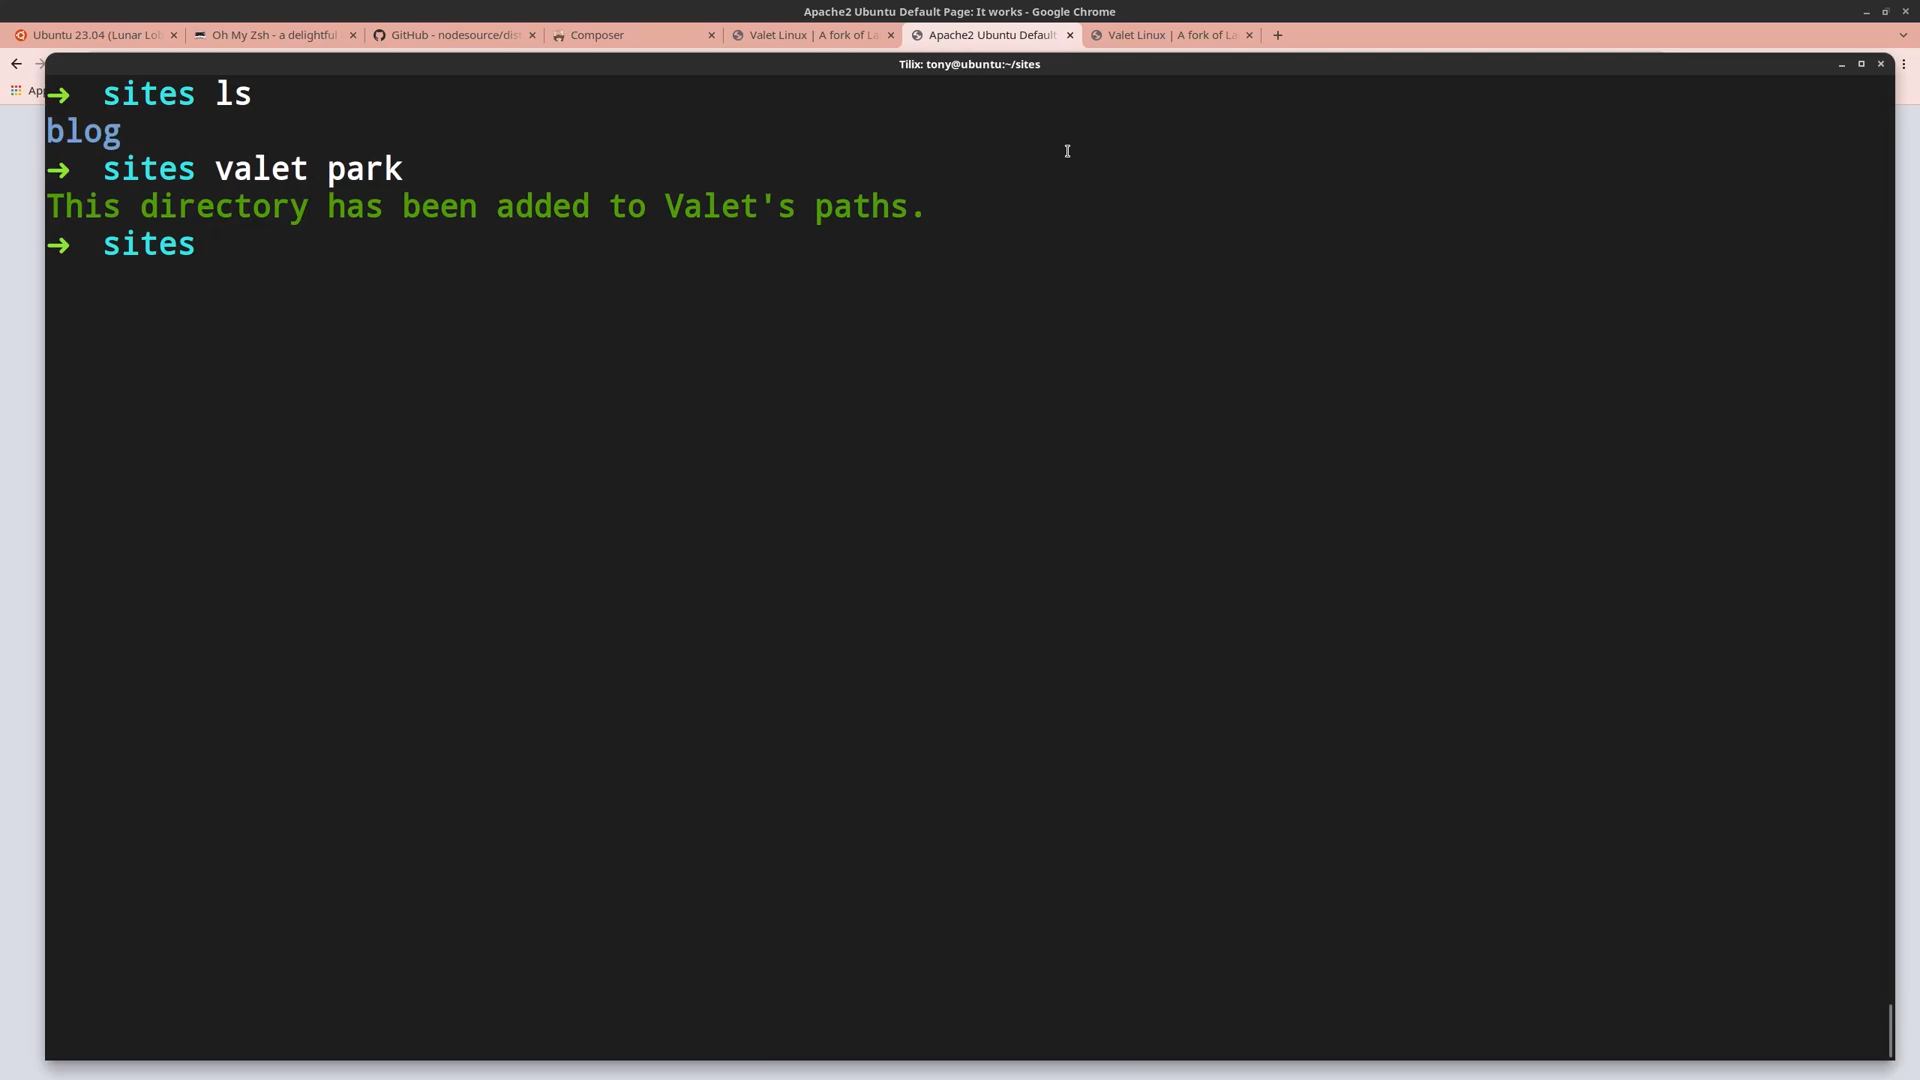 Apache2 Ubuntu Default Page: It works - Google Chrome
Ubuntu 23.04 (Lunar Lob
Oh My Zsh - a delightful
GitHub - nodesource/dist
Composer
Valet Linux | A fork of La
Apache2 Ubuntu Default
Valet Linux | A fork of La
Tilix: tony@ubuntu:~/sites
Ap
➜ sites ls
blog
➜ sites valet park
This directory has been added to Valet's paths.
➜ sites